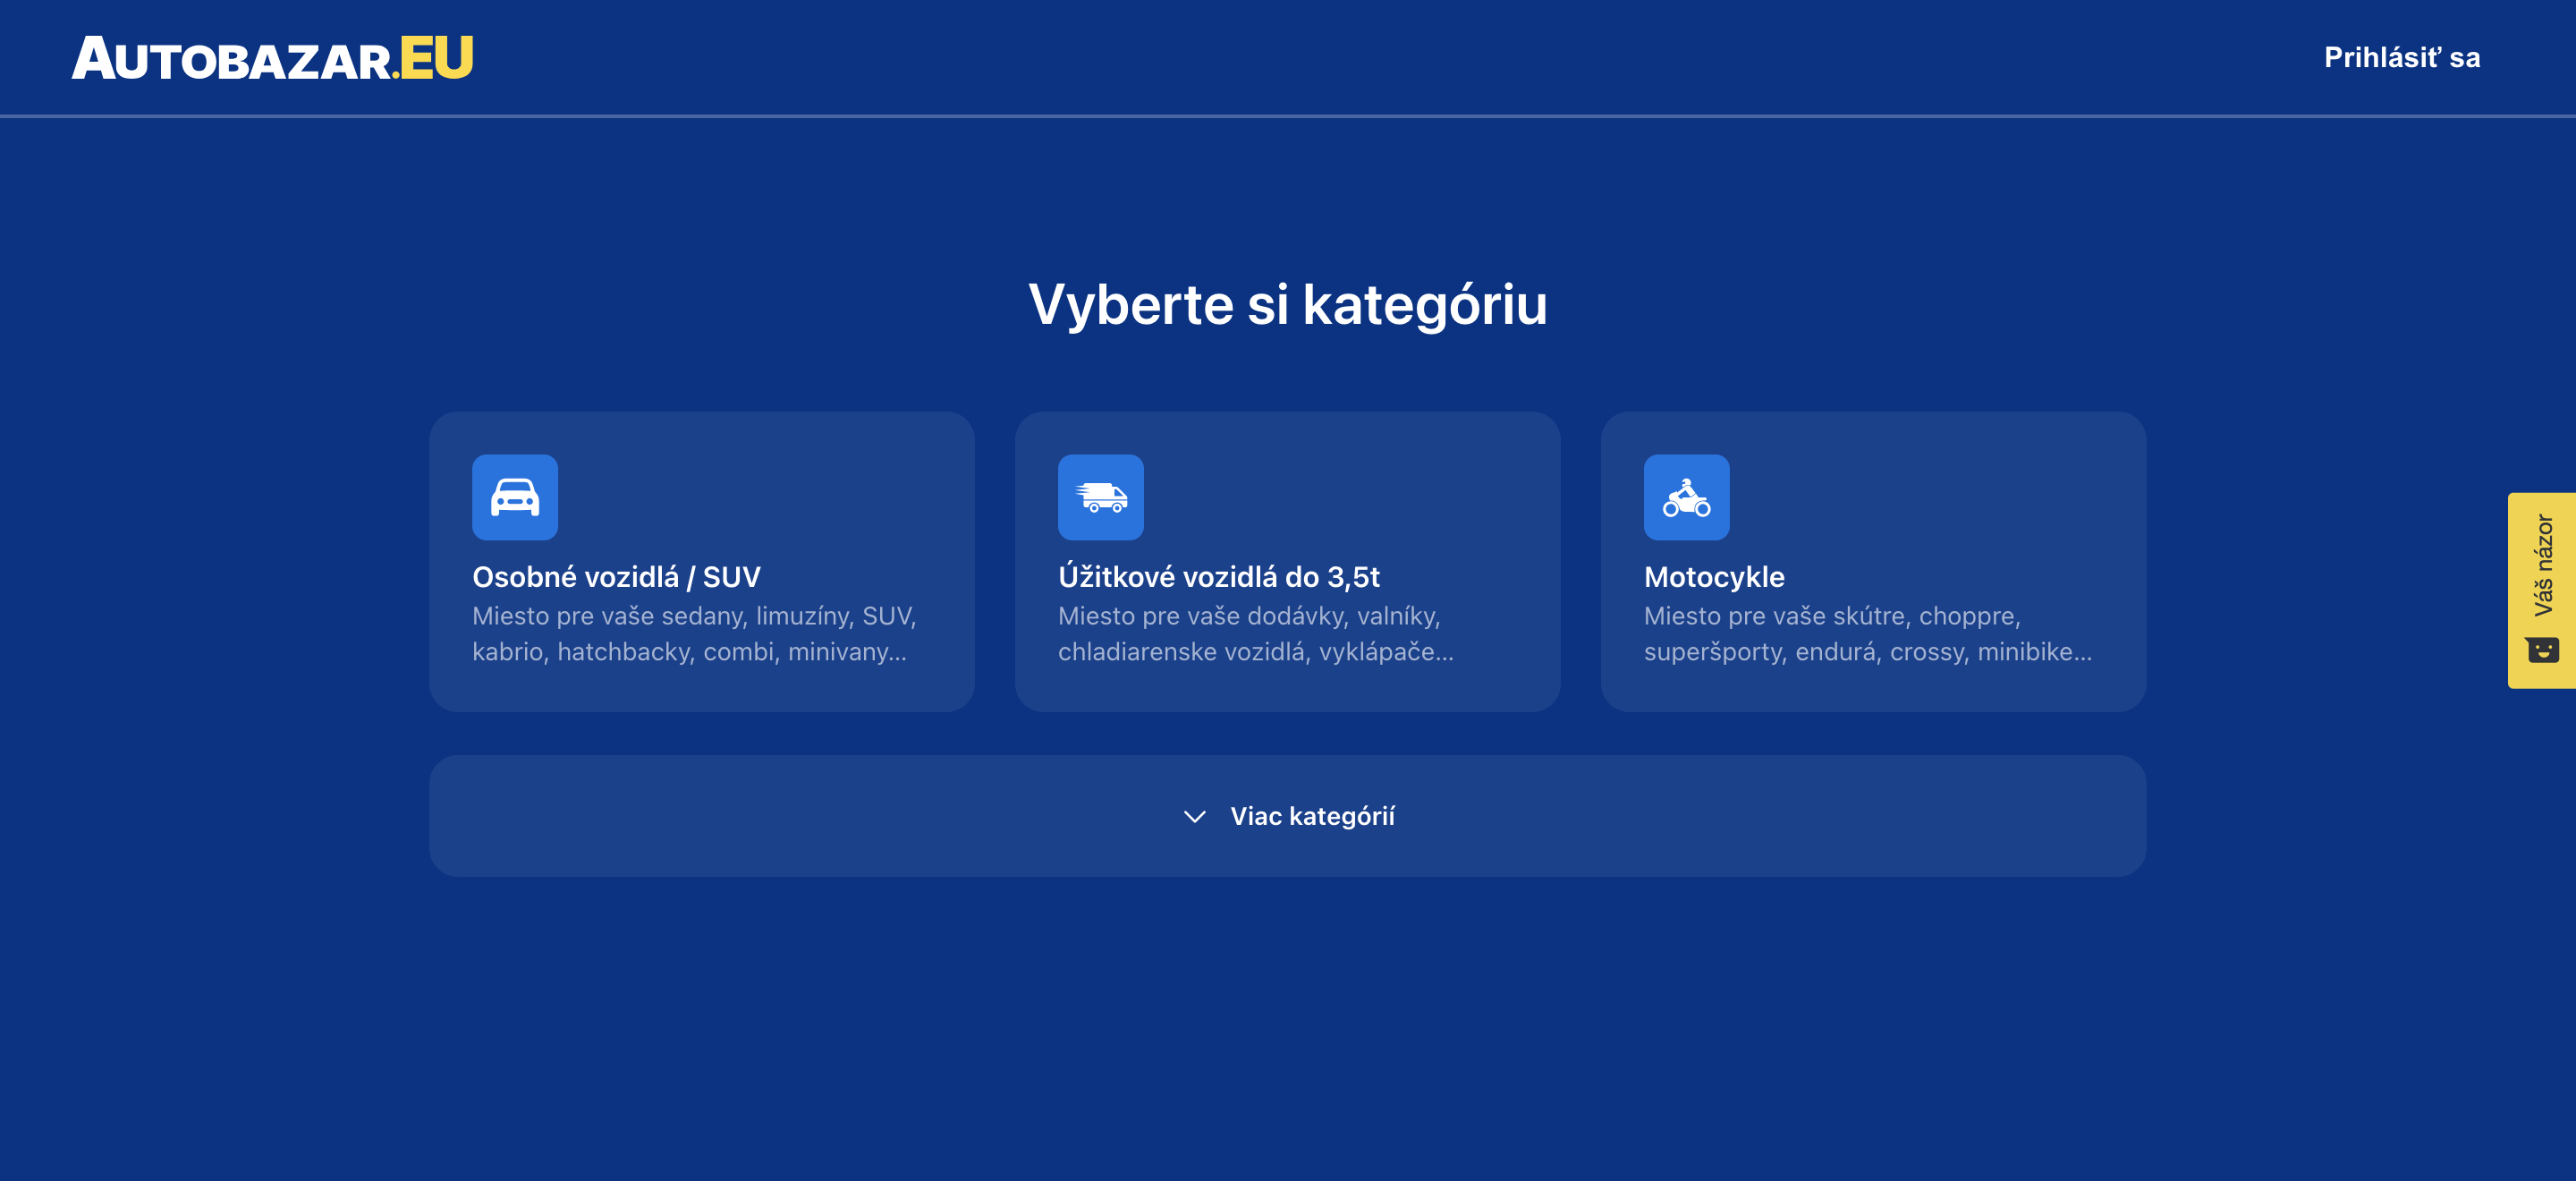 AUTOBAZAR.EU
Prihlásiť sa
Vyberte si kategóriu
Osobné vozidlá / SUV
Miesto pre vaše sedany, limuzíny, SUV,
kabrio, hatchbacky, combi, minivany...
Úžitkové vozidlá do 3,5t
Miesto pre vaše dodávky, valníky,
chladiarenske vozidlá, vyklápače...
Motocykle
Miesto pre vaše skútre, choppre,
superšporty, endurá, crossy, minibike...
Viac kategórií
Váš názor